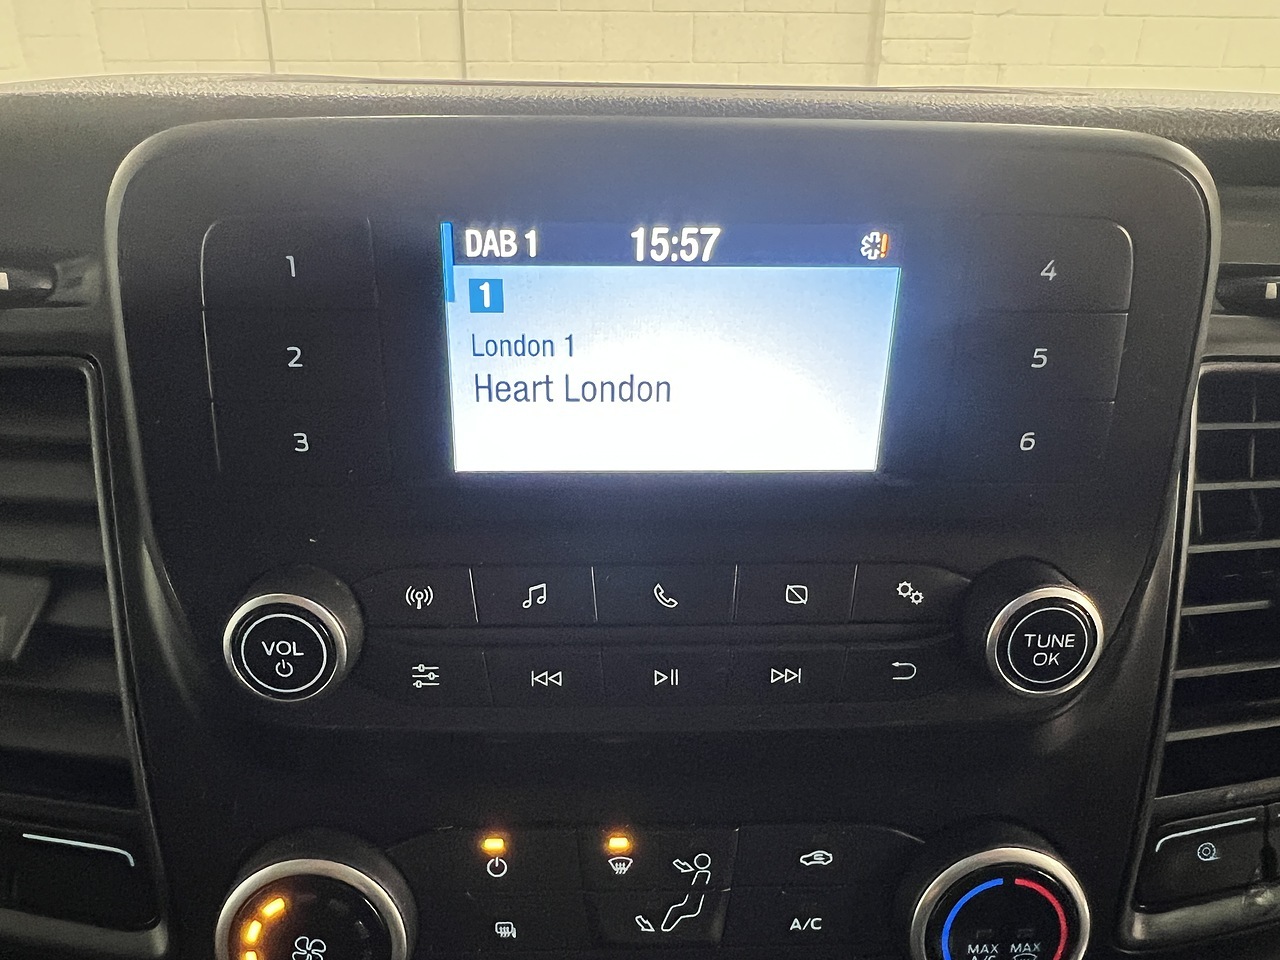 DAB 1 15:57
1
London 1
Heart London
1
2
3
4
5
6
VOL
TUNE
OK
A/C
MAX MAX
A/C